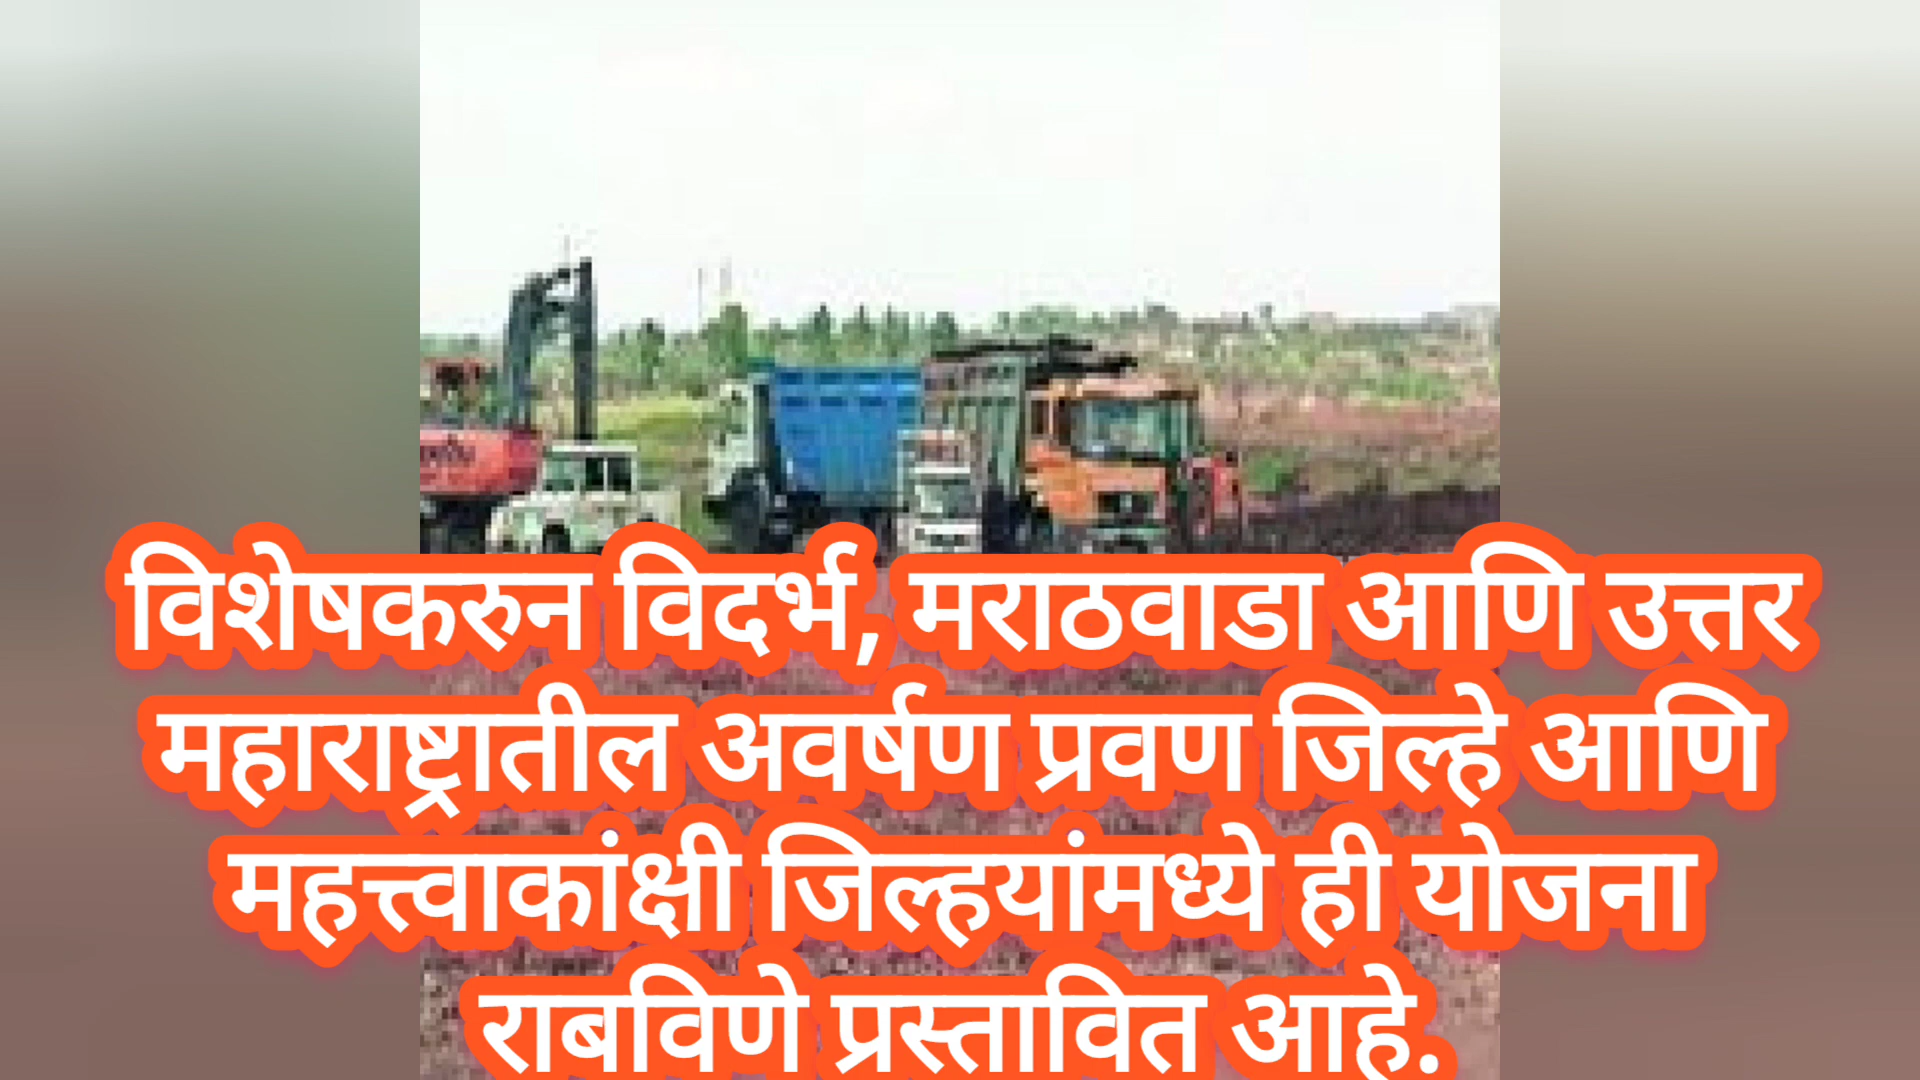 विशेषकरुन विदर्भ, मराठवाडा आणि उत्तर
महाराष्ट्रातील अवर्षण प्रवण जिल्हे आणि
महत्त्वाकांक्षी जिल्हयांमध्ये ही योजना
राबविणे प्रस्तावित आहे.